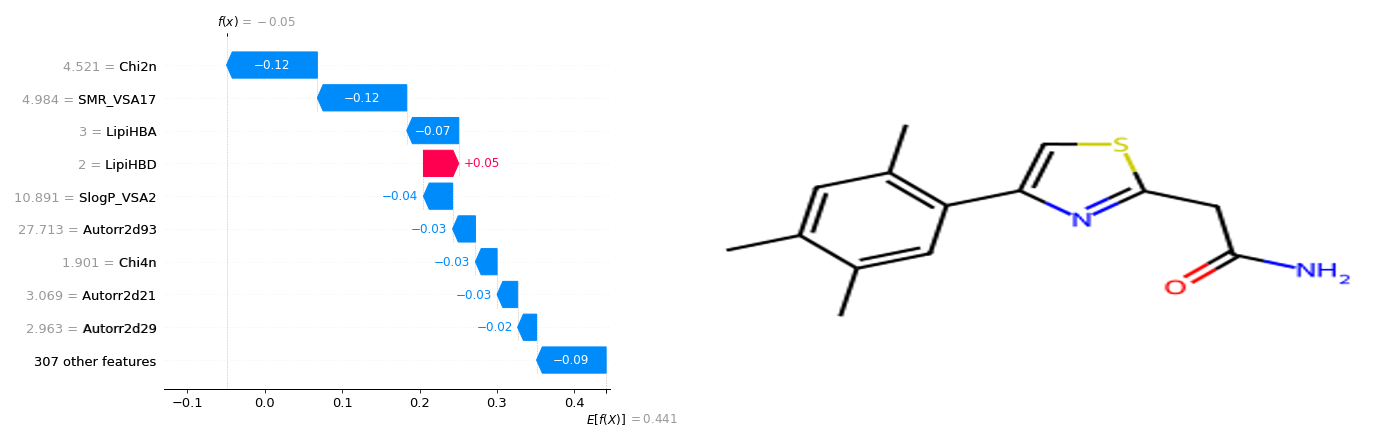 f(x) = −0.05
4.521 = Chi2n
−0.12
4.984 = SMR_VSA17
−0.12
3 = LipiHBA
−0.07
2 = LipiHBD
+0.05
10.891 = SlogP_VSA2
−0.04
27.713 = Autorr2d93
−0.03
1.901 = Chi4n
−0.03
3.069 = Autorr2d21
−0.03
2.963 = Autorr2d29
−0.02
307 other features
−0.09
−0.1 0.0 0.1 0.2 0.3 0.4
E[f(X)] = 0.441
S
N
O
NH₂